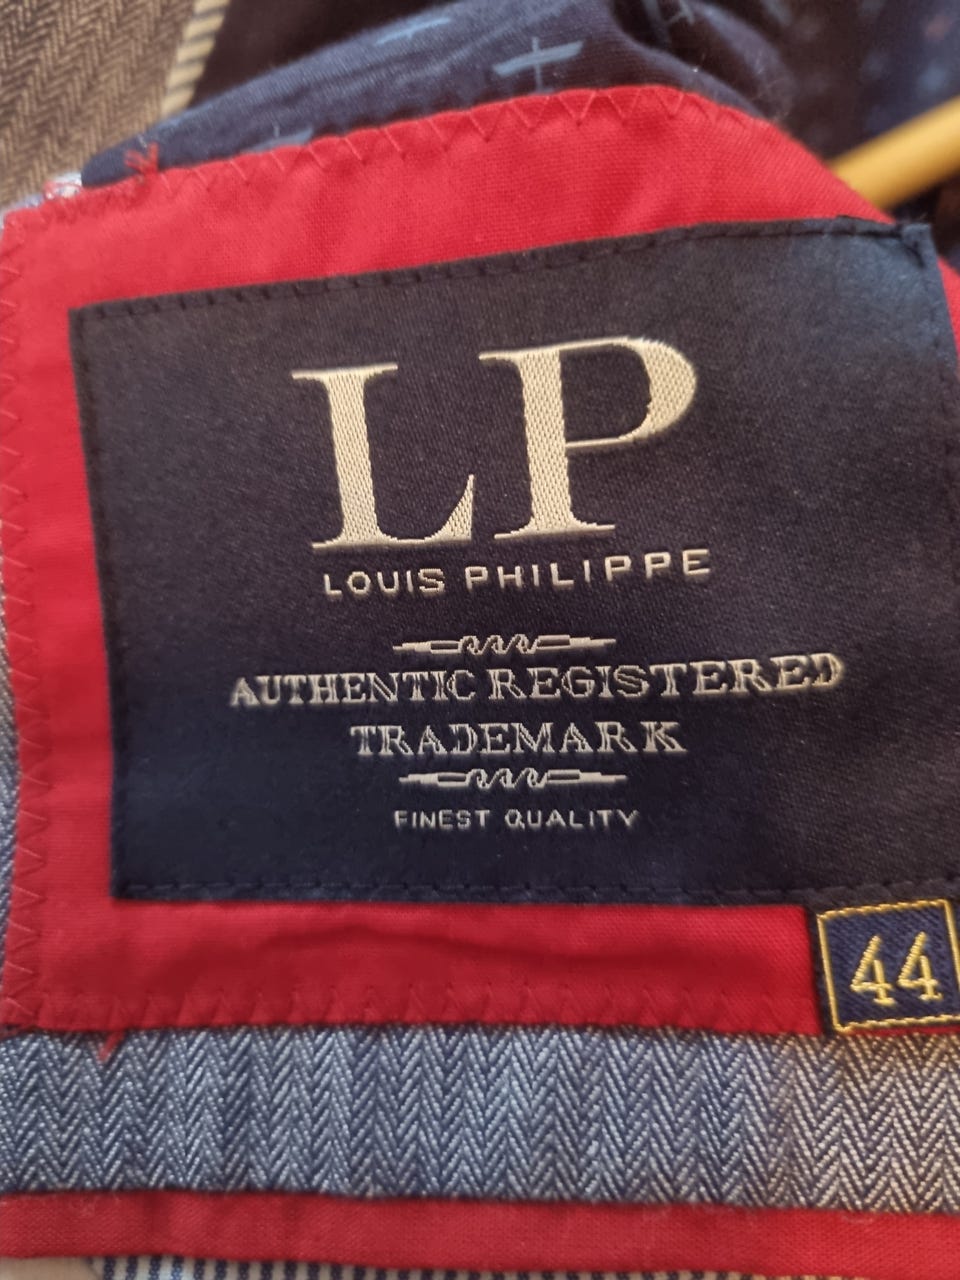 LP
LOUIS PHILIPPE
AUTHENTIC REGISTERED
TRADEMARK
FINEST QUALITY
44